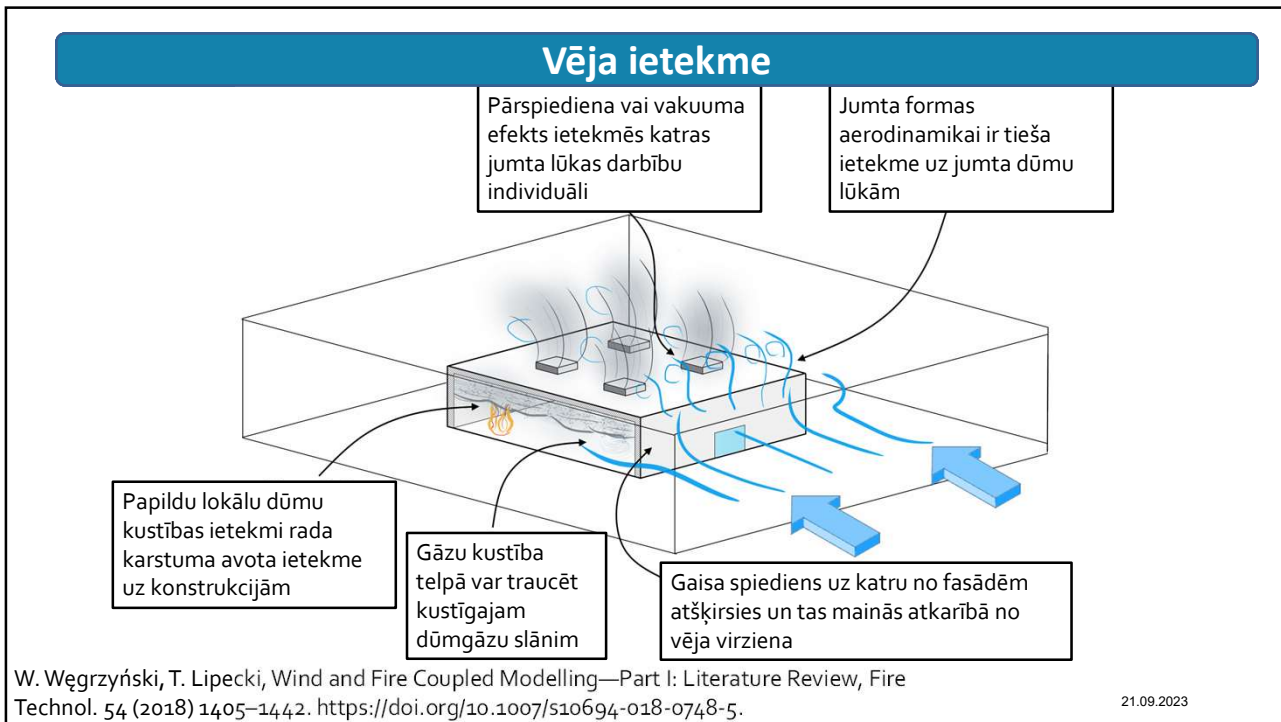 Vēja ietekme
Pārspiediena vai vakuuma
efekts ietekmēs katras
jumta lūkas darbību
individuāli
Jumta formas
aerodinamikai ir tieša
ietekme uz jumta dūmu
lūkām
Papildu lokālu dūmu
kustības ietekmi rada
karstuma avota ietekme
uz konstrukcijām
Gāzu kustība
telpā var traucēt
kustīgajam
dūmgāzu slānim
Gaisa spiediens uz katru no fasādēm
atšķirsies un tas mainās atkarībā no
vēja virziena
W. Węgrzyński, T. Lipecki, Wind and Fire Coupled Modelling—Part I: Literature Review, Fire
Technol. 54 (2018) 1405–1442. https://doi.org/10.1007/s10694-018-0748-5.
21.09.2023